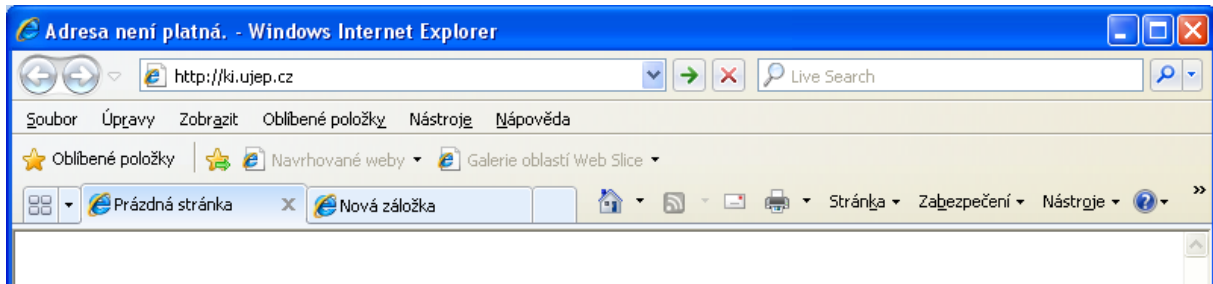 Adresa není platná. - Windows Internet Explorer
http://ki.ujep.cz Live Search
Soubor Úpravy Zobrazit Oblíbené položky Nástroje Nápověda
Oblíbené položky Navrhované weby Galerie oblastí Web Slice
Prázdná stránka Nová záložka Stránka Zabezpečení Nástroje